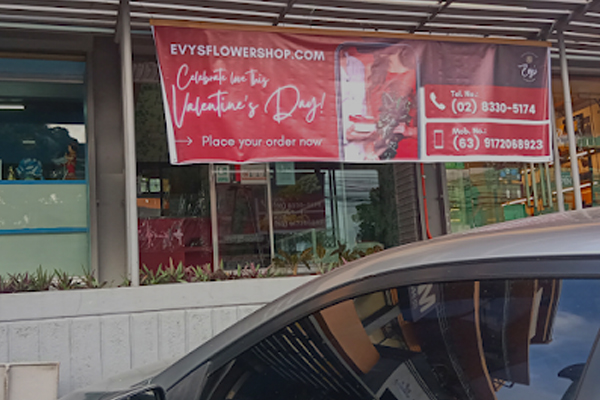 EVYSFLOWERSHOP.COM
Celebrate love this
Valentine's Day!
→ Place your order now
Tel. No.:
(02) 8330-5174
Mob. No.:
(63) 9172068923